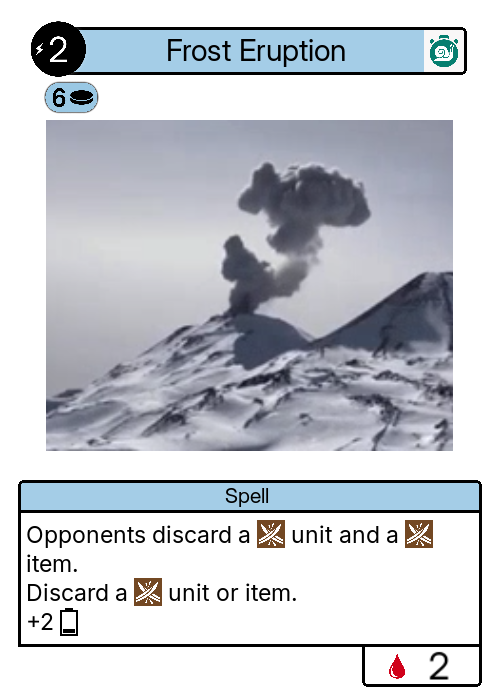 2
Frost Eruption
6
Spell
Opponents discard a unit and a
item.
Discard a unit or item.
+2
2